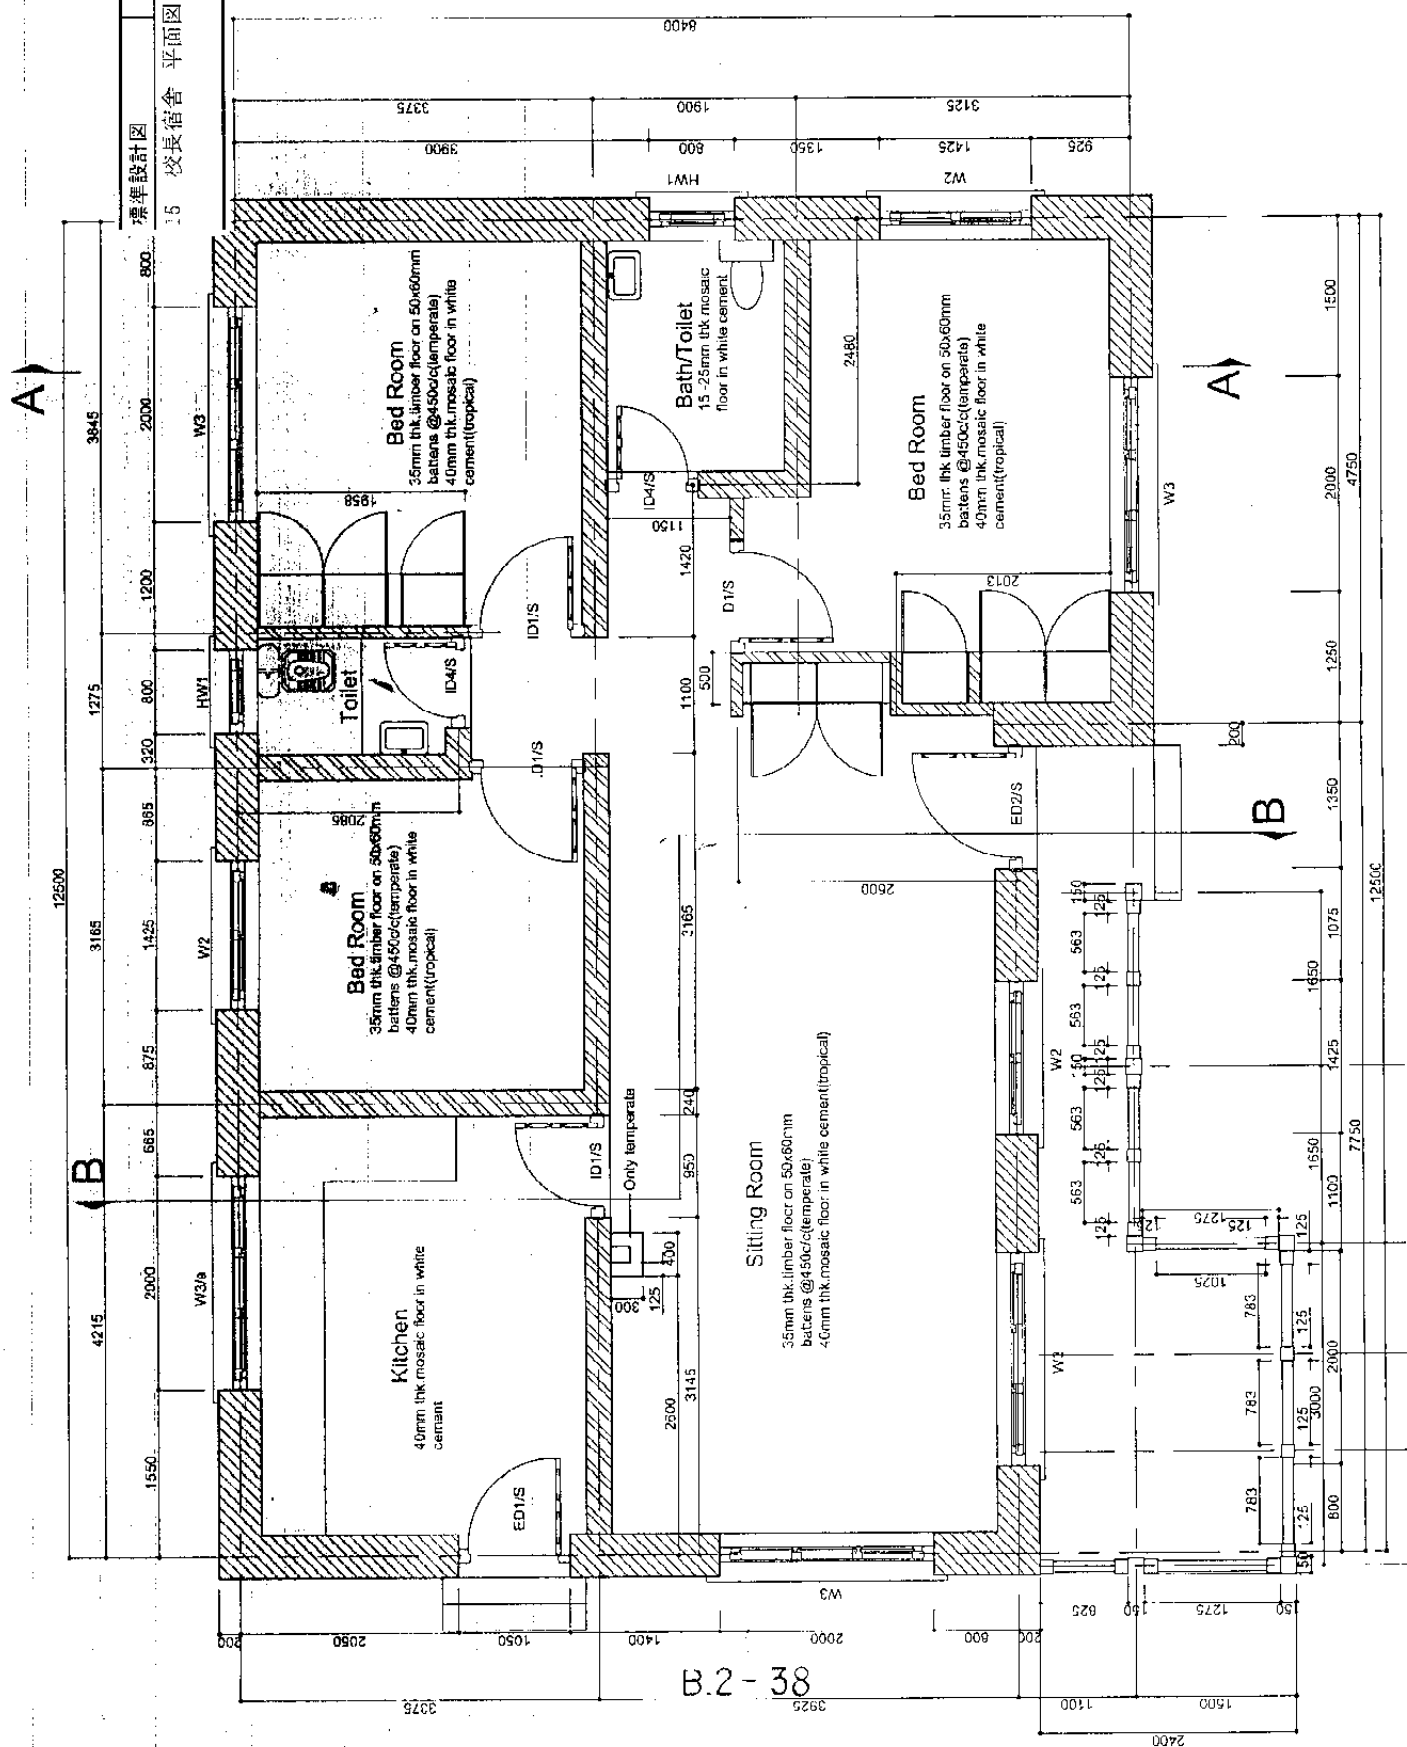 標準設計図
15 校長宿舎 平面図
A
A
B
B
12500
3845
1275
3165
4215
800
2000
1200
800
320
865
1425
875
665
2000
1550
W3
HW1
W2
W3/a
8400
3375
1900
3125
3900
800
1350
1425
925
HW1
W2
Bed Room
35mm thk.timber floor on 50x60mm
battens @450c/c(temperate)
40mm thk.mosaic floor in white
cement(tropical)
1958
ID1/S
Bath/Toilet
15 -25mm thk mosaic
floor in white cement
ID4/S
1150
2480
Bed Room
35mm thk timber floor on 50x60mm
battens @450c/c(temperate)
40mm thk.mosaic floor in white
cement(tropical)
2013
D1/S
W3
Toilet
ID4/S
.D1/S
2085
Bed Room
35mm thk.timber floor on 50x60mm
battens @450c/c(temperate)
40mm thk.mosaic floor in white
cement(tropical)
1420
1100
500
3165
240
950
3145
2600
ED2/S
2600
200
Kitchen
40mm thk mosaic floor in white
cement
ID1/S
ED1/S
Only temperate
400
300
125
Sitting Room
35mm thk.timber floor on 50x60mm
battens @450c/c(temperate)
40mm thk.mosaic floor in white cement(tropical)
W2
W3
W3
1500
2000
1250
1350
1075
1425
1100
2000
800
4750
7750
12500
1650
1650
3000
150
125
563
125
563
125
150
125
563
125
563
125
125
1275
125
125
1025
783
125
783
125
783
125
150
200
2050
1050
1400
2000
800
200
825
150
1275
150
3375
3925
1100
1500
2400
B.2-38